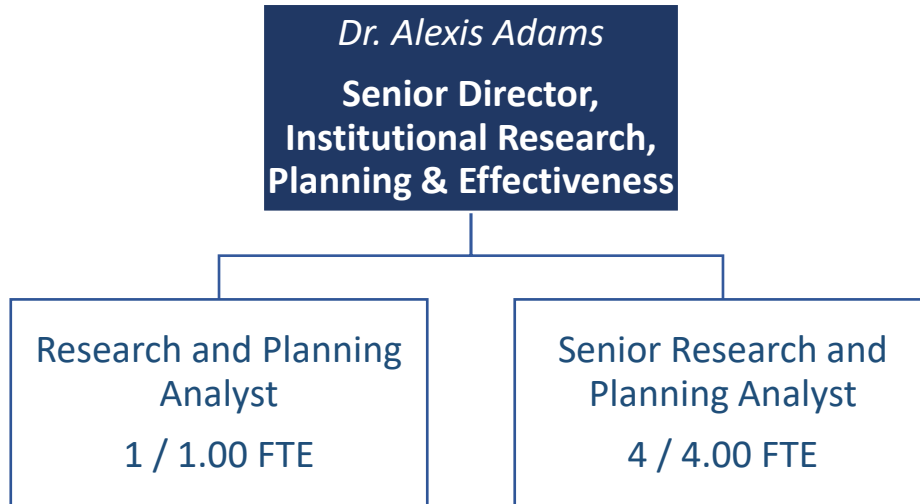 Dr. Alexis Adams
Senior Director,
Institutional Research,
Planning & Effectiveness
Research and Planning
Analyst
1 / 1.00 FTE
Senior Research and
Planning Analyst
4 / 4.00 FTE